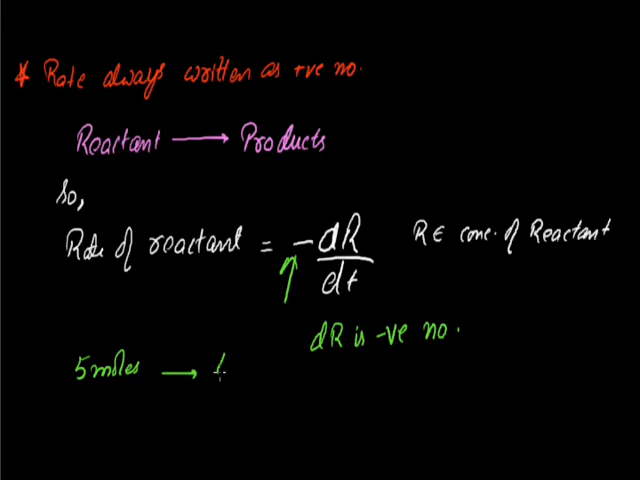 * Rate always written as +ve no.
Reactant → Products
So,
Rate of reactant = - dR/dt R ∈ conc. of Reactant
dR is -ve no.
5 moles →